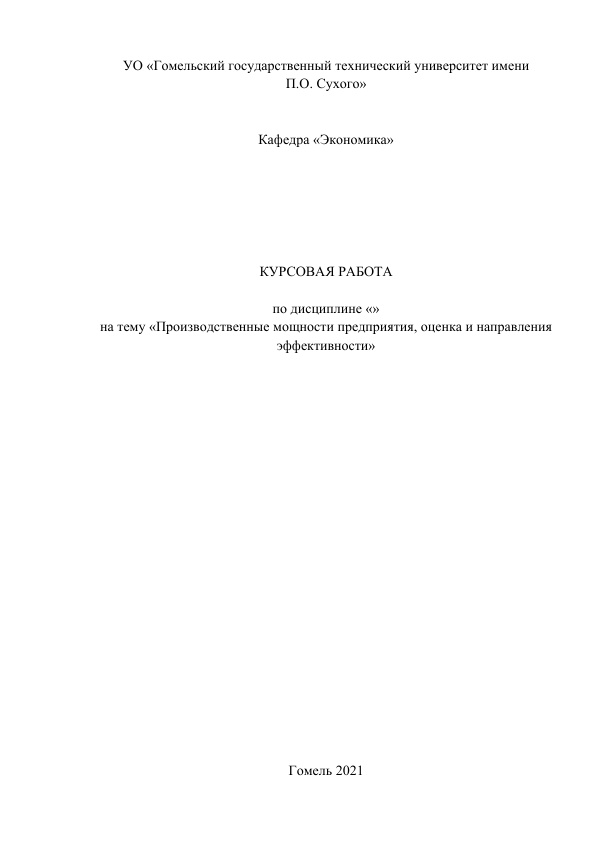 УО «Гомельский государственный технический университет имени
П.О. Сухого»
Кафедра «Экономика»
КУРСОВАЯ РАБОТА
по дисциплине «»
на тему «Производственные мощности предприятия, оценка и направления
эффективности»
Гомель 2021